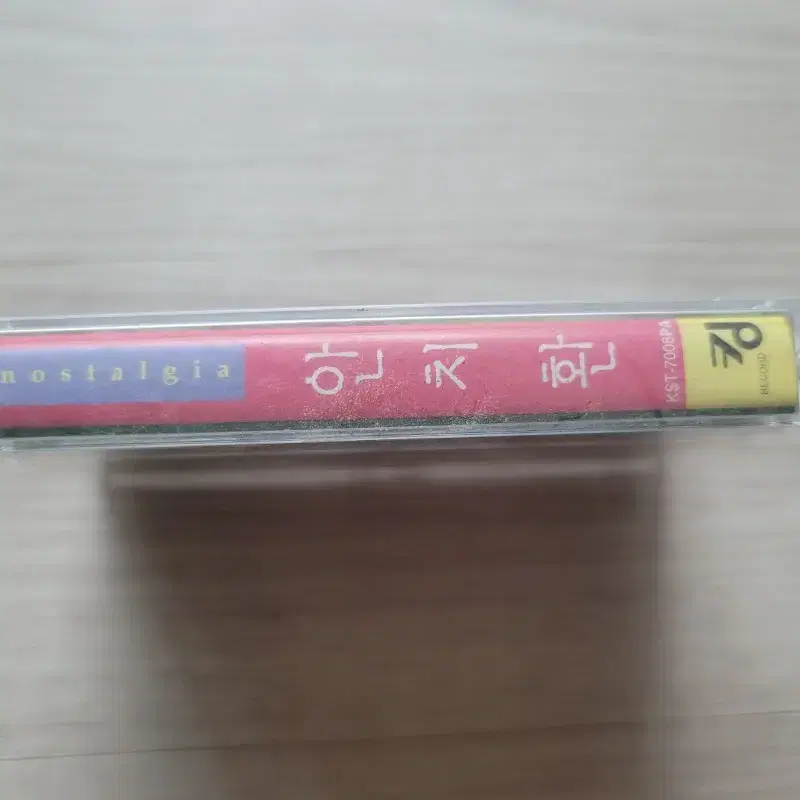 nostalgia
안 치 환
KST-7008PA
RECORD